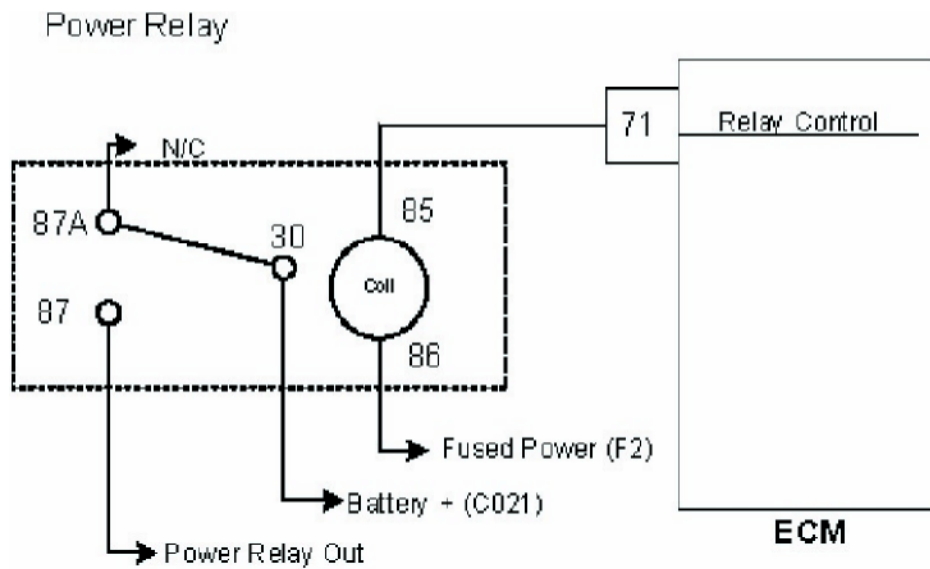 Power Relay
71
Relay Control
N/C
87A
30
85
87
Coil
86
Fused Power (F2)
Battery + (C021)
Power Relay Out
ECM